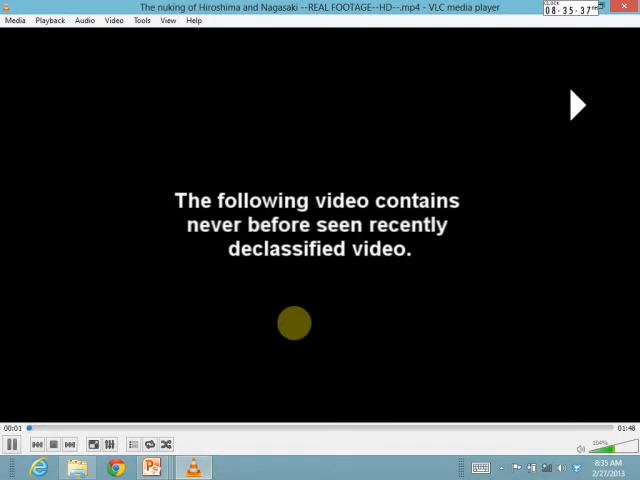 The nuking of Hiroshima and Nagasaki --REAL FOOTAGE--HD--.mp4 - VLC media player
CLOCK
08:35:37
Media Playback Audio Video Tools View Help
The following video contains
never before seen recently
declassified video.
00:01
01:48
104%
8:35 AM
2/27/2013